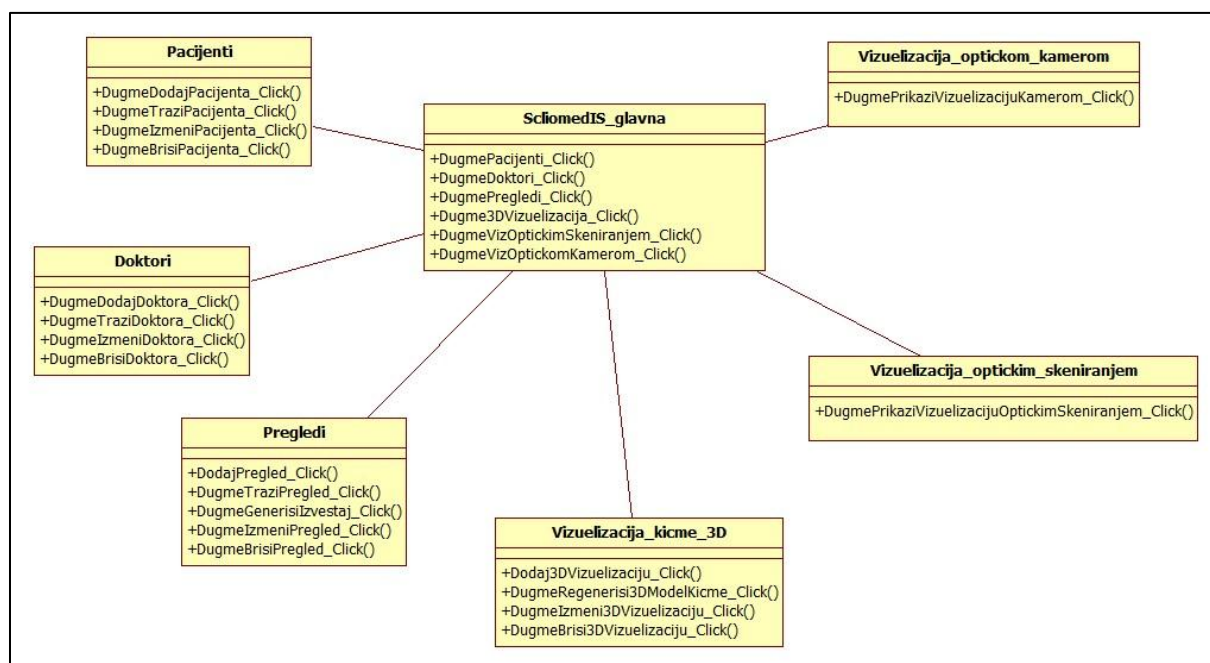 Pacijenti
+DugmeDodajPacijenta_Click()
+DugmeTraziPacijenta_Click()
+DugmeIzmeniPacijenta_Click()
+DugmeBrisiPacijenta_Click()
Vizuelizacija_optickom_kamerom
+DugmePrikaziVizuelizacijuKamerom_Click()
ScliomedIS_glavna
+DugmePacijenti_Click()
+DugmeDoktori_Click()
+DugmePregledi_Click()
+Dugme3DVizuelizacija_Click()
+DugmeVizOptickimSkeniranjem_Click()
+DugmeVizOptickomKamerom_Click()
Doktori
+DugmeDodajDoktora_Click()
+DugmeTraziDoktora_Click()
+DugmeIzmeniDoktora_Click()
+DugmeBrisiDoktora_Click()
Vizuelizacija_optickim_skeniranjem
+DugmePrikaziVizuelizacijuOptickimSkeniranjem_Click()
Pregledi
+DodajPregled_Click()
+DugmeTraziPregled_Click()
+DugmeGenerisiIzvestaj_Click()
+DugmeIzmeniPregled_Click()
+DugmeBrisiPregled_Click()
Vizuelizacija_kicme_3D
+Dodaj3DVizuelizaciju_Click()
+DugmeRegenerisi3DModelKicme_Click()
+DugmeIzmeni3DVizuelizaciju_Click()
+DugmeBrisi3DVizuelizaciju_Click()